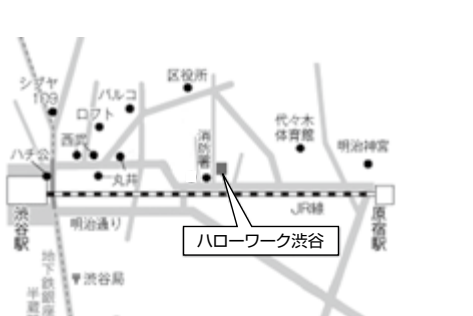 区役所
シブヤ
109
パルコ
ロフト
代々木
体育館
消防署
西武
明治神宮
ハチ公
丸井
JR線
渋谷駅
明治通り
原宿駅
ハローワーク渋谷
〒渋谷局
地下鉄銀座
半蔵